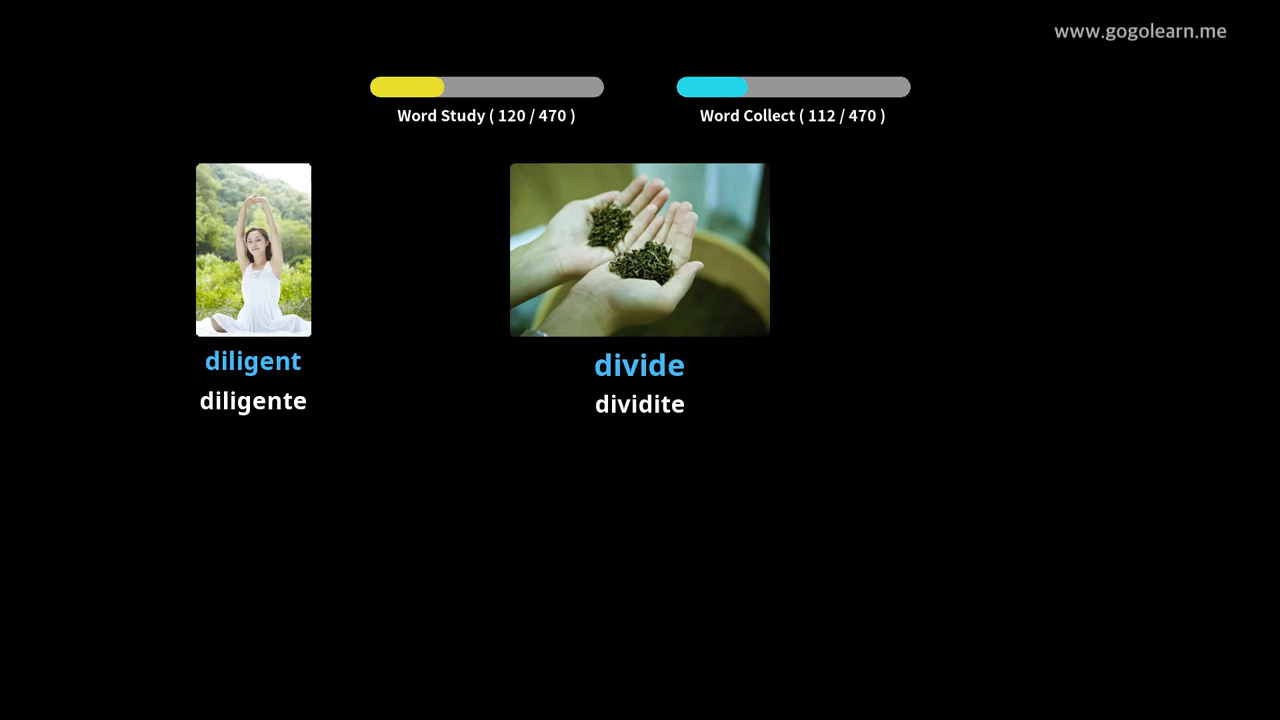 www.gogolearn.me
Word Study ( 120 / 470 )
Word Collect ( 112 / 470 )
diligent
diligente
divide
dividite